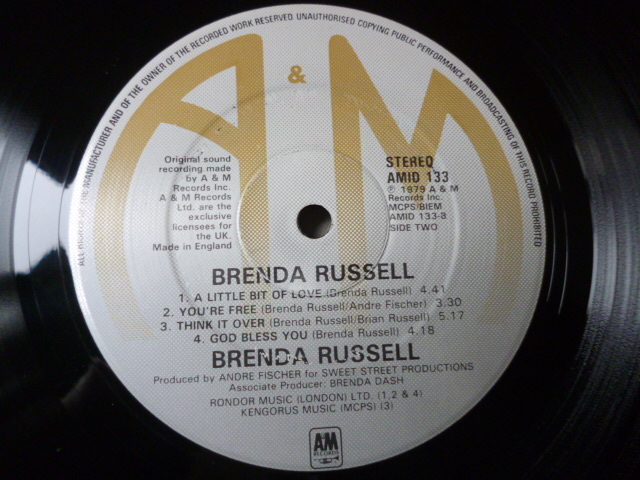 ALL RIGHTS OF THE MANUFACTURER AND OF THE OWNER OF THE RECORDED WORK RESERVED. UNAUTHORISED COPYING PUBLIC PERFORMANCE AND BROADCASTING OF THIS RECORD PROHIBITED
A & M
Original sound
recording made
by A & M
Records Inc.
A & M Records
Ltd. are the
exclusive
licensees for
the UK.
Made in England
STEREO
AMID 133
℗ 1979 A & M
Records Inc.
MCPS/BIEM
AMID 133-B
SIDE TWO
BRENDA RUSSELL
1. A LITTLE BIT OF LOVE (Brenda Russell) 4.41
2. YOU'RE FREE (Brenda Russell/Andre Fischer) 3.30
3. THINK IT OVER (Brenda Russell/Brian Russell) 5.17
4. GOD BLESS YOU (Brenda Russell) 4.18
BRENDA RUSSELL
Produced by ANDRE FISCHER for SWEET STREET PRODUCTIONS
Associate Producer: BRENDA DASH
RONDOR MUSIC (LONDON) LTD. (1,2 & 4)
KENGORUS MUSIC (MCPS) (3)
AM
RECORDS